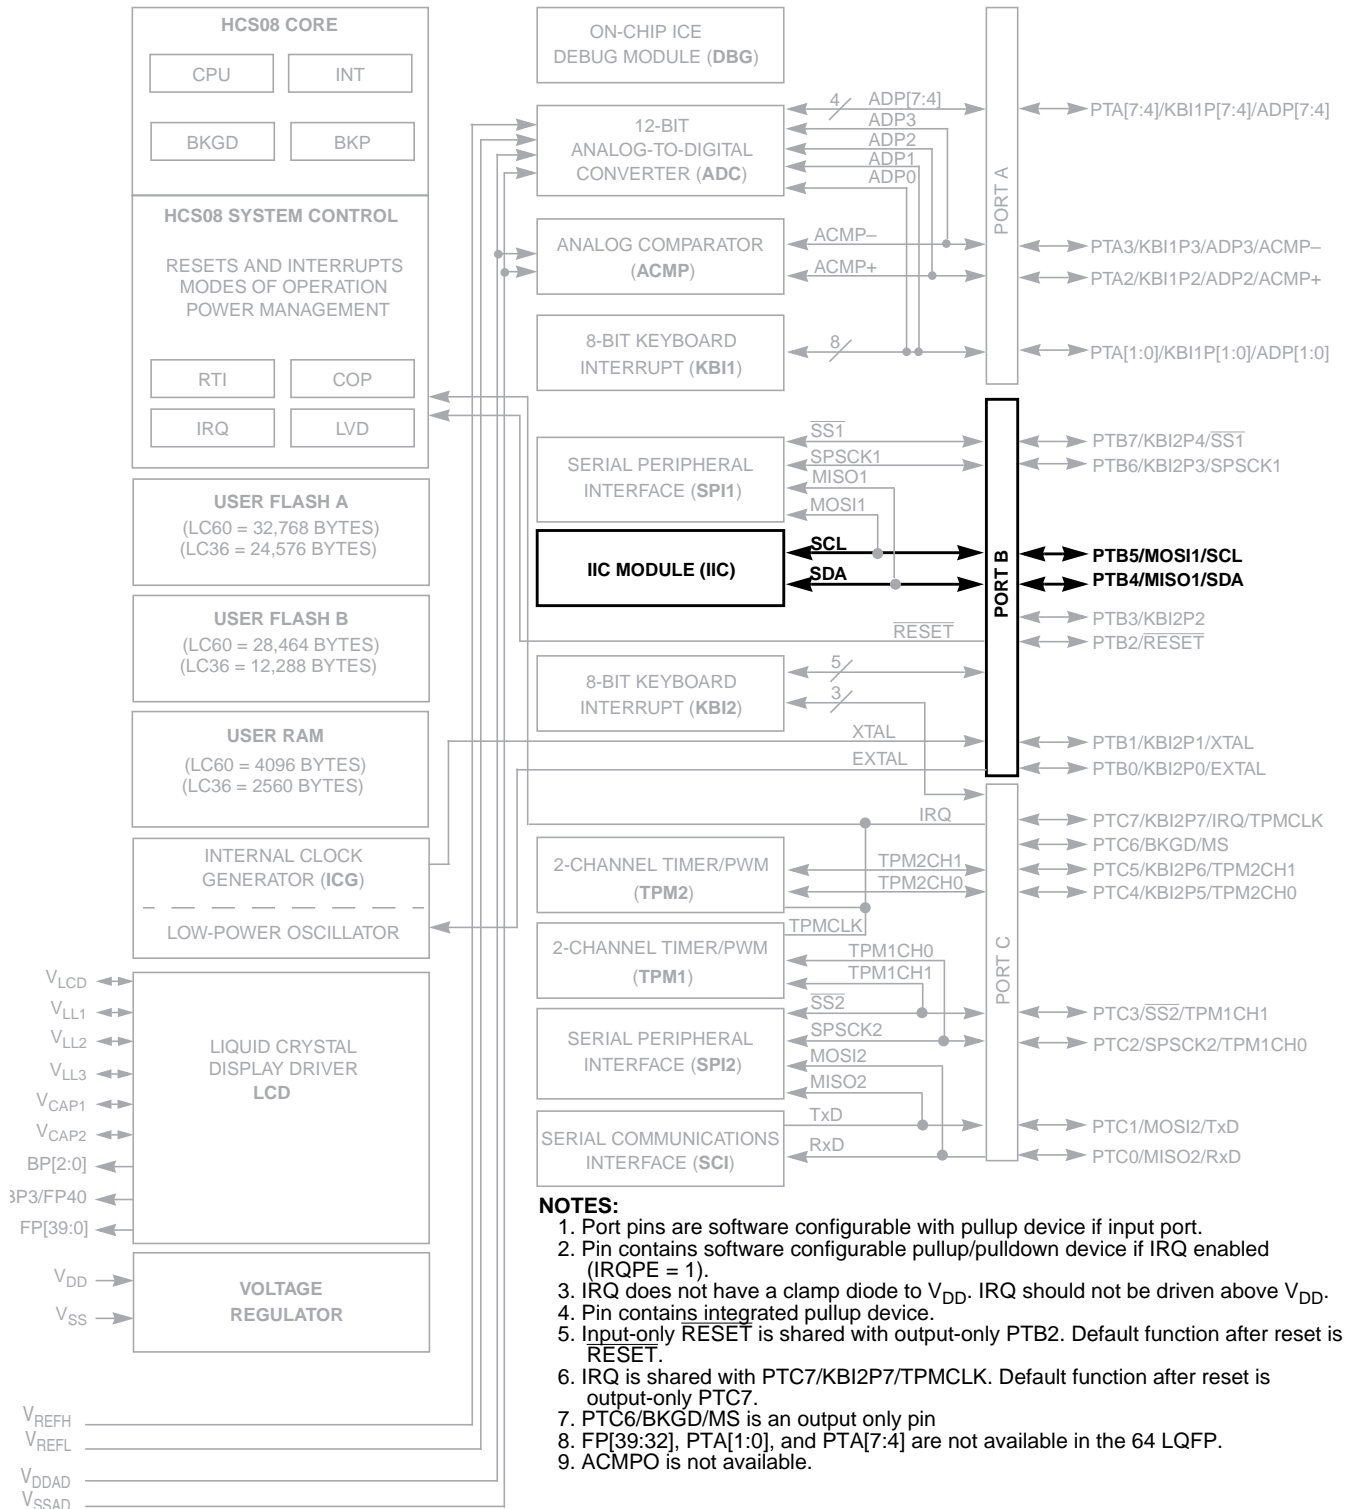 HCS08 CORE
CPU
INT
BKGD
BKP
HCS08 SYSTEM CONTROL
RESETS AND INTERRUPTS
MODES OF OPERATION
POWER MANAGEMENT
RTI
COP
IRQ
LVD
USER FLASH A
(LC60 = 32,768 BYTES)
(LC36 = 24,576 BYTES)
USER FLASH B
(LC60 = 28,464 BYTES)
(LC36 = 12,288 BYTES)
USER RAM
(LC60 = 4096 BYTES)
(LC36 = 2560 BYTES)
INTERNAL CLOCK
GENERATOR (ICG)
LOW-POWER OSCILLATOR
VLCD
VLL1
VLL2
VLL3
VCAP1
VCAP2
BP[2:0]
BP3/FP40
FP[39:0]
LIQUID CRYSTAL
DISPLAY DRIVER
LCD
VDD
VSS
VOLTAGE
REGULATOR
VREFH
VREFL
VDDAD
VSSAD
ON-CHIP ICE
DEBUG MODULE (DBG)
12-BIT
ANALOG-TO-DIGITAL
CONVERTER (ADC)
4
ADP[7:4]
ADP3
ADP2
ADP1
ADP0
ANALOG COMPARATOR
(ACMP)
ACMP–
ACMP+
8-BIT KEYBOARD
INTERRUPT (KBI1)
8
PORT A
PTA[7:4]/KBI1P[7:4]/ADP[7:4]
PTA3/KBI1P3/ADP3/ACMP–
PTA2/KBI1P2/ADP2/ACMP+
PTA[1:0]/KBI1P[1:0]/ADP[1:0]
SERIAL PERIPHERAL
INTERFACE (SPI1)
SS1
SPSCK1
MISO1
MOSI1
IIC MODULE (IIC)
SCL
SDA
RESET
8-BIT KEYBOARD
INTERRUPT (KBI2)
5
3
XTAL
EXTAL
PORT B
PTB7/KBI2P4/SS1
PTB6/KBI2P3/SPSCK1
PTB5/MOSI1/SCL
PTB4/MISO1/SDA
PTB3/KBI2P2
PTB2/RESET
PTB1/KBI2P1/XTAL
PTB0/KBI2P0/EXTAL
IRQ
2-CHANNEL TIMER/PWM
(TPM2)
TPM2CH1
TPM2CH0
TPMCLK
2-CHANNEL TIMER/PWM
(TPM1)
TPM1CH0
TPM1CH1
SERIAL PERIPHERAL
INTERFACE (SPI2)
SS2
SPSCK2
MOSI2
MISO2
SERIAL COMMUNICATIONS
INTERFACE (SCI)
TxD
RxD
PORT C
PTC7/KBI2P7/IRQ/TPMCLK
PTC6/BKGD/MS
PTC5/KBI2P6/TPM2CH1
PTC4/KBI2P5/TPM2CH0
PTC3/SS2/TPM1CH1
PTC2/SPSCK2/TPM1CH0
PTC1/MOSI2/TxD
PTC0/MISO2/RxD
NOTES:
1. Port pins are software configurable with pullup device if input port.
2. Pin contains software configurable pullup/pulldown device if IRQ enabled
(IRQPE = 1).
3. IRQ does not have a clamp diode to VDD. IRQ should not be driven above VDD.
4. Pin contains integrated pullup device.
5. Input-only RESET is shared with output-only PTB2. Default function after reset is
RESET.
6. IRQ is shared with PTC7/KBI2P7/TPMCLK. Default function after reset is
output-only PTC7.
7. PTC6/BKGD/MS is an output only pin
8. FP[39:32], PTA[1:0], and PTA[7:4] are not available in the 64 LQFP.
9. ACMPO is not available.